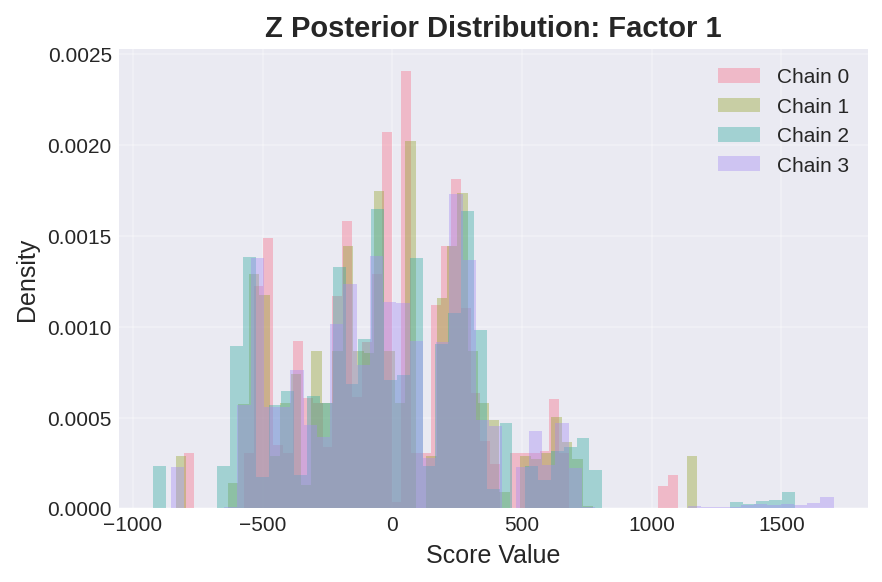 Z Posterior Distribution: Factor 1
0.0025
0.0020
0.0015
0.0010
0.0005
0.0000
Density
Chain 0
Chain 1
Chain 2
Chain 3
−1000
−500
0
500
1000
1500
Score Value